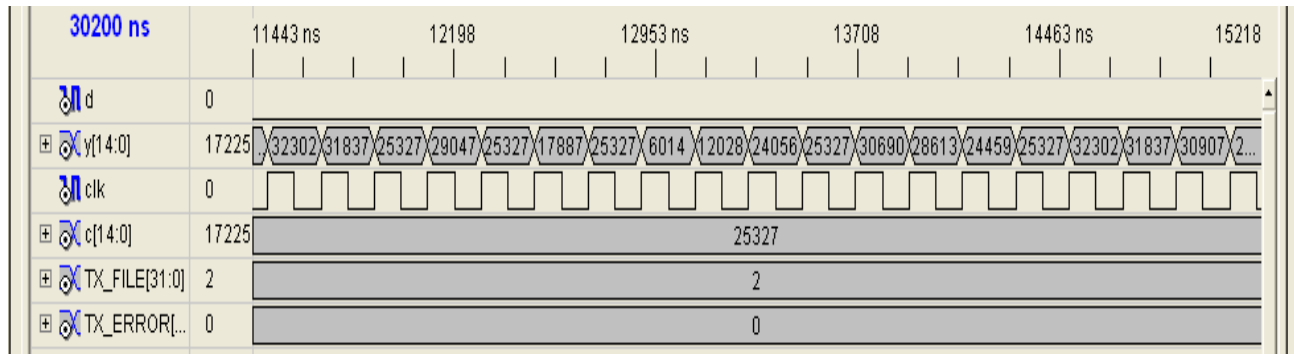 30200 ns 11443 ns 12198 12953 ns 13708 14463 ns 15218
d 0
y[14:0] 17225 32302 31837 25327 29047 25327 17887 25327 6014 12028 24056 25327 30690 28613 24459 25327 32302 31837 30907 2...
clk 0
c[14:0] 17225 25327
TX_FILE[31:0] 2 2
TX_ERROR[... 0 0